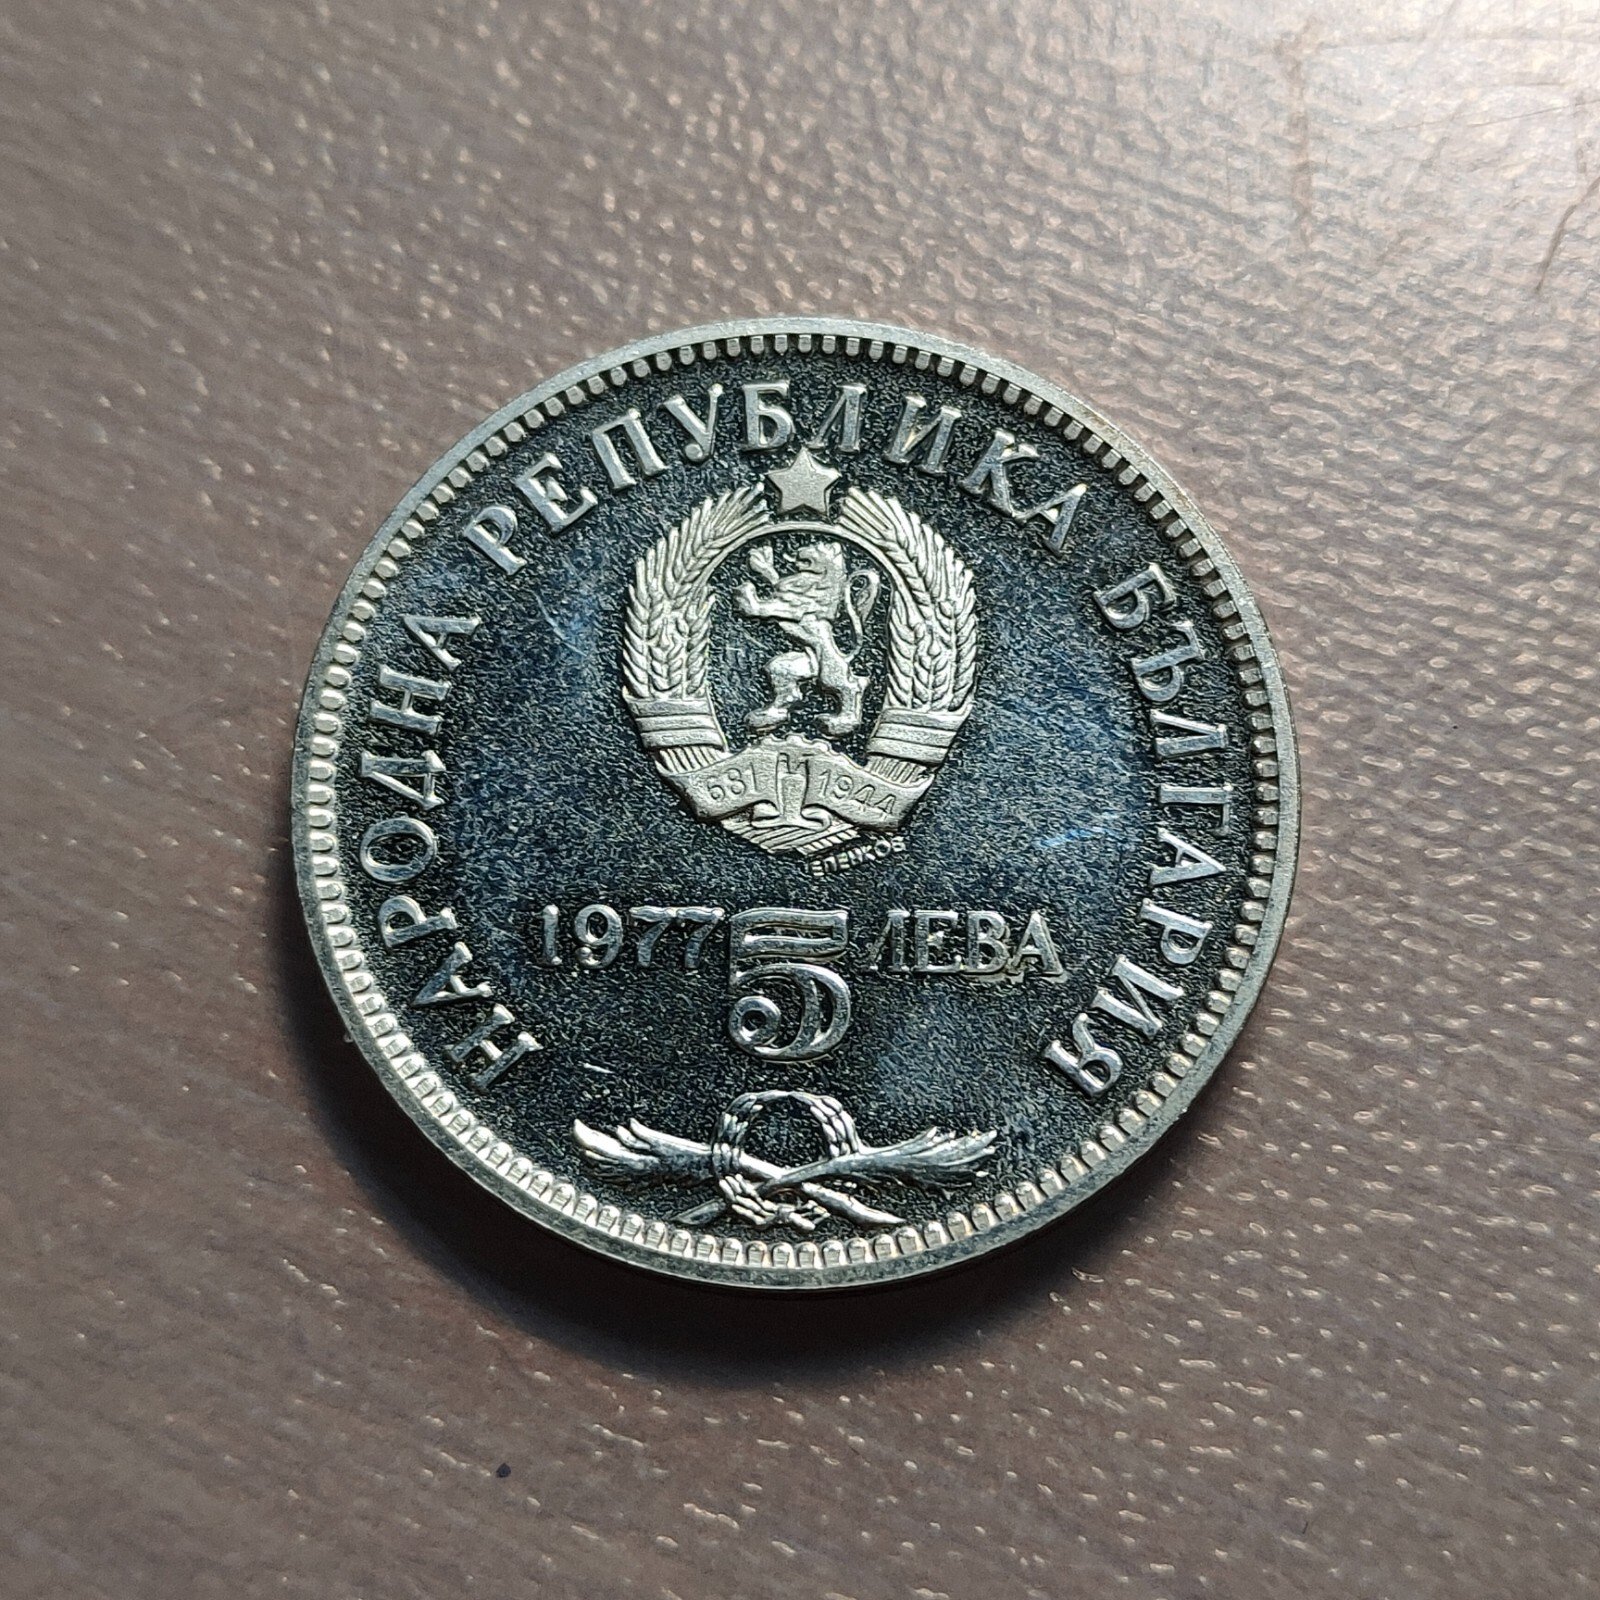 НАРОДНА РЕПУБЛИКА БЪЛГАРИЯ
681 1944
1977 5 ЛЕВА